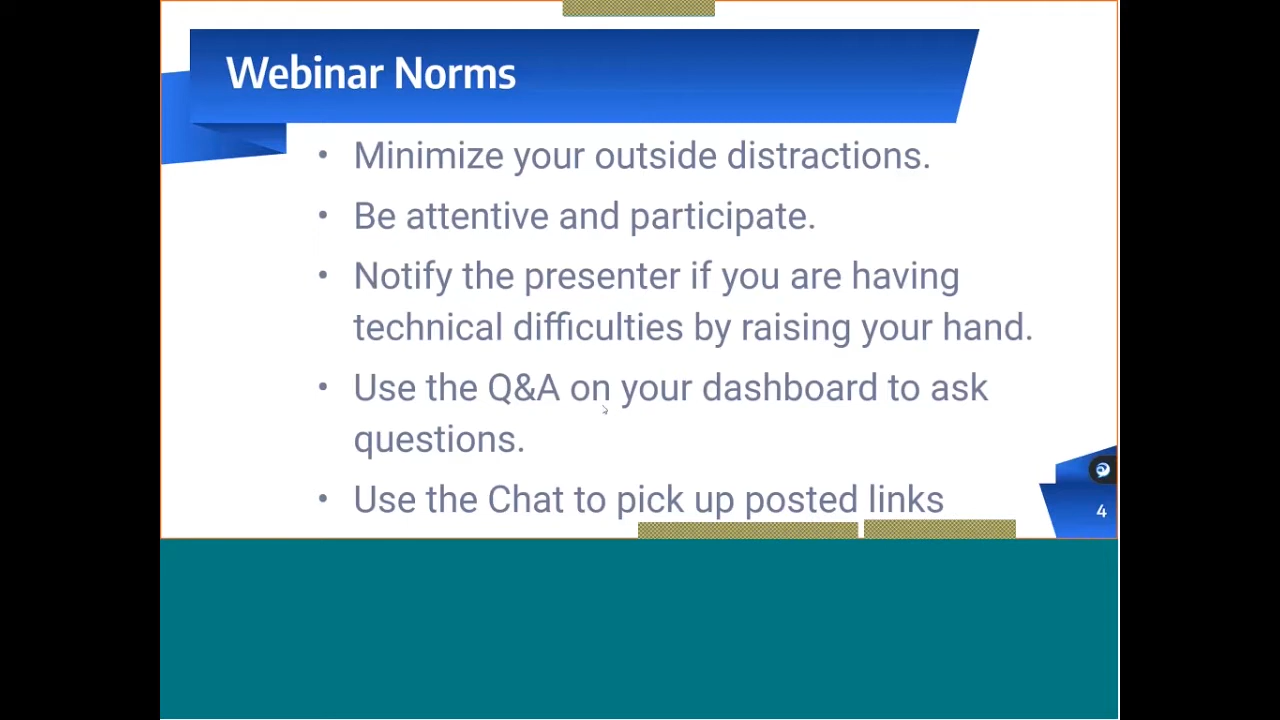 Webinar Norms
• Minimize your outside distractions.
• Be attentive and participate.
• Notify the presenter if you are having
technical difficulties by raising your hand.
• Use the Q&A on your dashboard to ask
questions.
• Use the Chat to pick up posted links
4